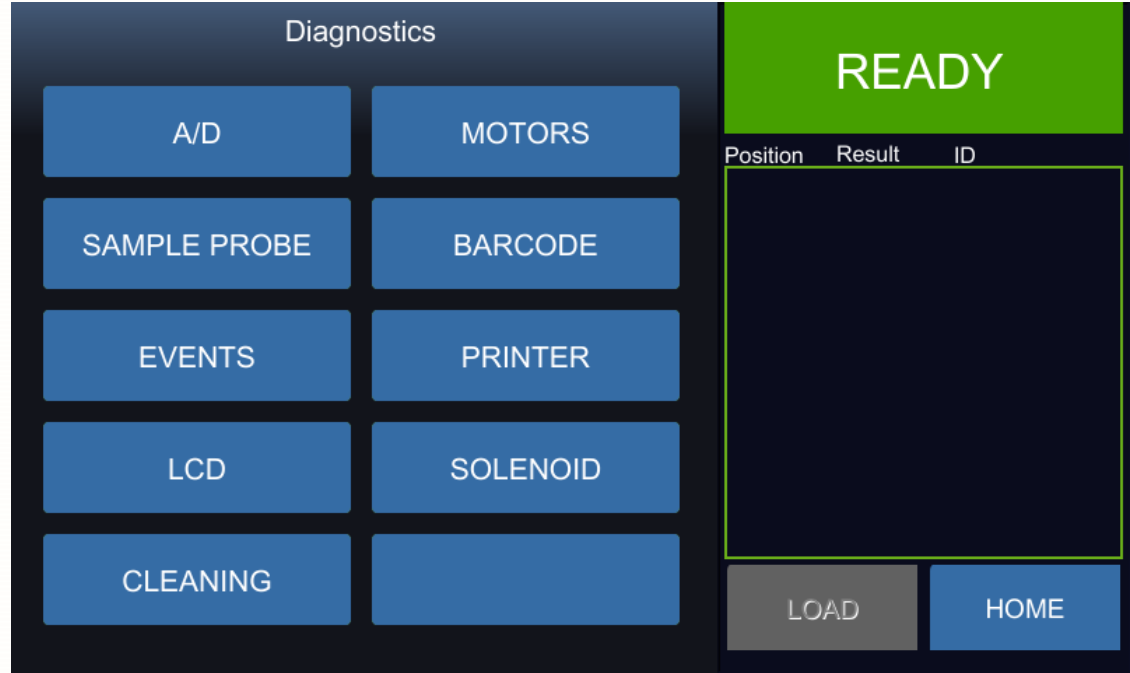 Diagnostics
A/D
MOTORS
SAMPLE PROBE
BARCODE
EVENTS
PRINTER
LCD
SOLENOID
CLEANING
READY
Position Result ID
LOAD
HOME